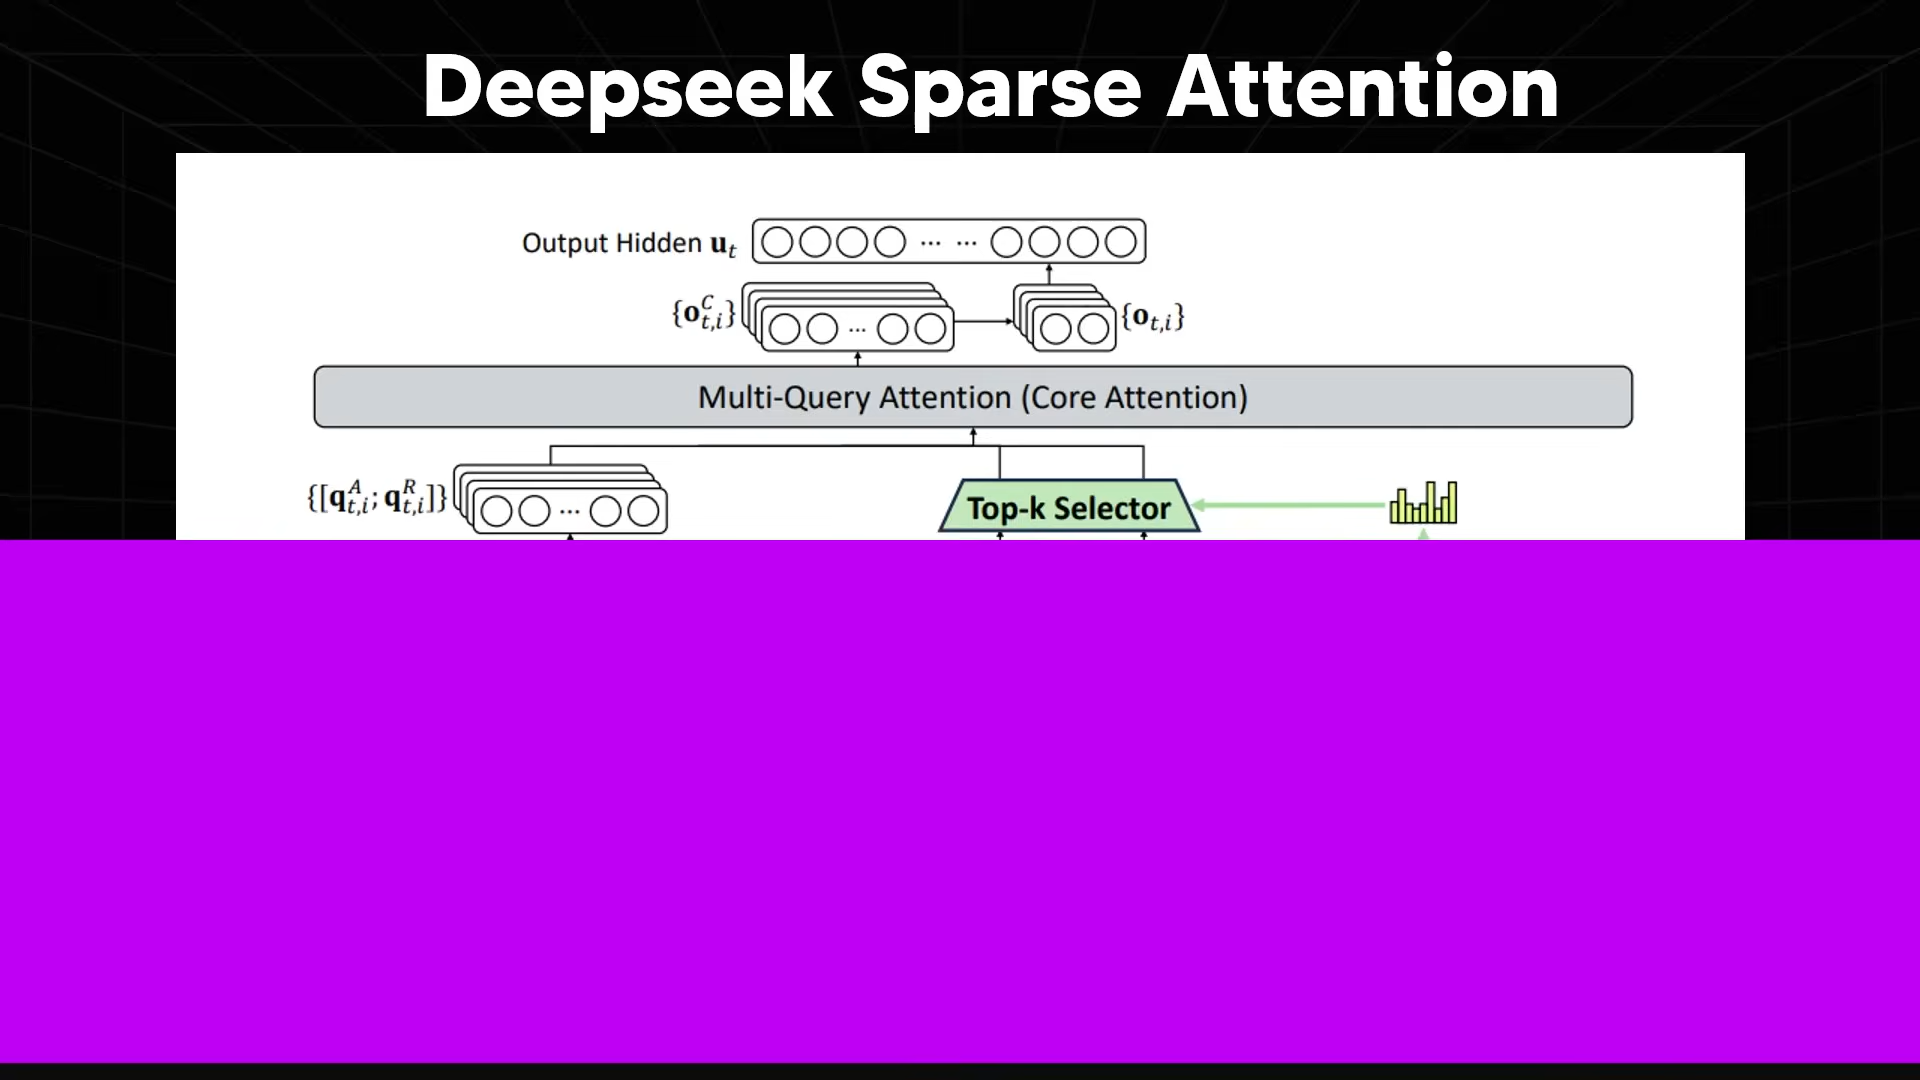 Deepseek Sparse Attention
Output Hidden u_t
··· ···
{o^C_{t,i}}
···
{o_{t,i}}
Multi-Query Attention (Core Attention)
{[q^A_{t,i}; q^R_{t,i}]}
···
Top-k Selector